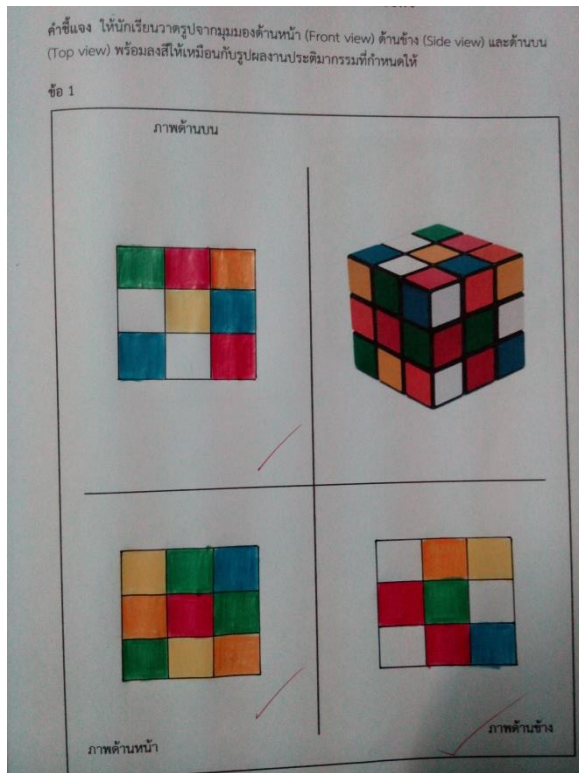 คำชี้แจง ให้นักเรียนวาดรูปจากมุมมองด้านหน้า (Front view) ด้านข้าง (Side view) และด้านบน
(Top view) พร้อมลงสีให้เหมือนกับรูปผลงานประติมากรรมที่กำหนดให้
ข้อ 1
ภาพด้านบน
ภาพด้านข้าง
ภาพด้านหน้า